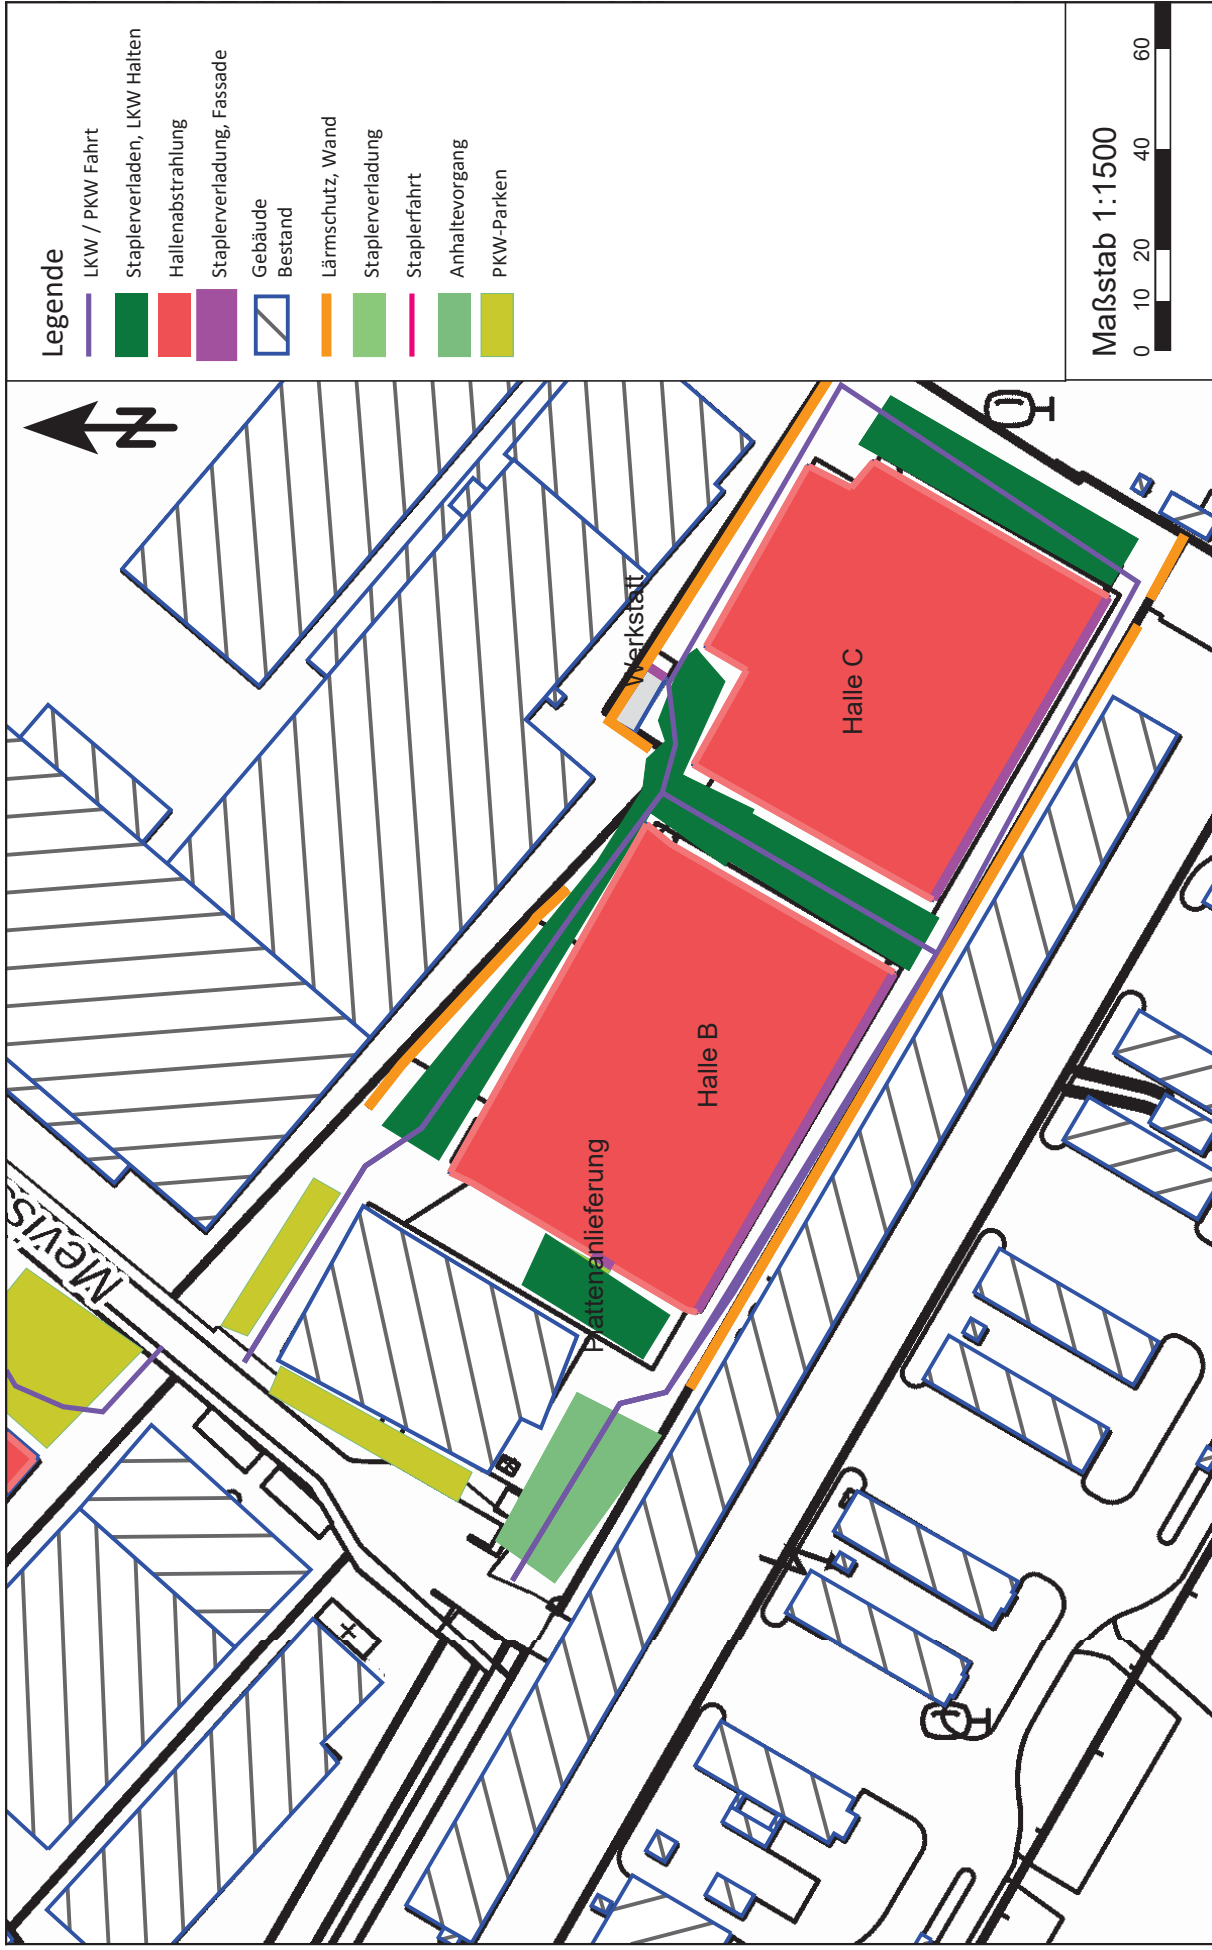 Legende
LKW / PKW Fahrt
Staplerverladen, LKW Halten
Hallenabstrahlung
Staplerverladung, Fassade
Gebäude
Bestand
Lärmschutz, Wand
Staplerverladung
Staplerfahrt
Anhaltevorgang
PKW-Parken
Maßstab 1:1500
0 10 20 40 60
N
Mevis
Werkstatt
Halle C
Halle B
Plattenanlieferung